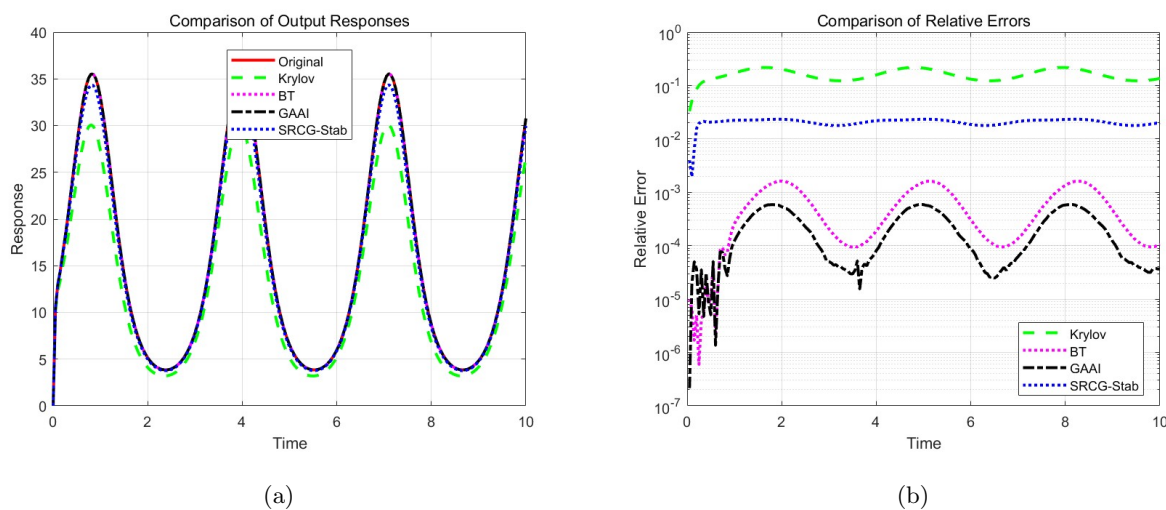 Comparison of Output Responses
40
35
30
25
20
15
10
5
0
Response
Original
Krylov
BT
GAAI
SRCG-Stab
0 2 4 6 8 10
Time
(a)
Comparison of Relative Errors
10^0
10^-1
10^-2
10^-3
10^-4
10^-5
10^-6
10^-7
Relative Error
Krylov
BT
GAAI
SRCG-Stab
0 2 4 6 8 10
Time
(b)